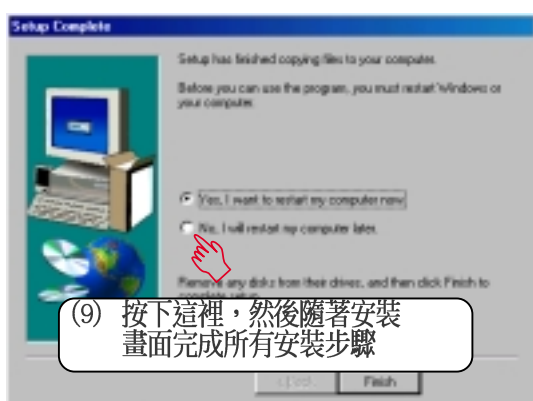 Setup Complete
Setup has finished copying files to your computer.
Before you can use the program, you must restart Windows or
your computer.
Yes, I want to restart my computer now.
No, I will restart my computer later.
Remove any disks from their drives, and then click Finish to
(9) 按下這裡，然後隨著安裝
畫面完成所有安裝步驟
Finish